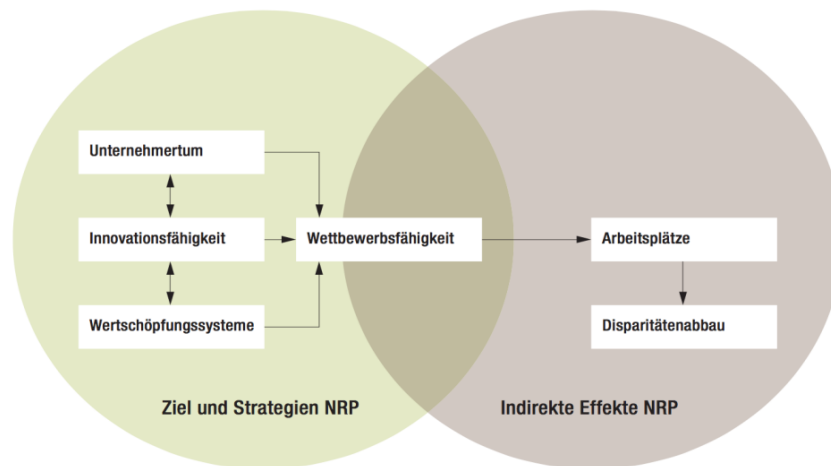 Unternehmertum
Innovationsfähigkeit
Wettbewerbsfähigkeit
Arbeitsplätze
Wertschöpfungssysteme
Disparitätenabbau
Ziel und Strategien NRP
Indirekte Effekte NRP